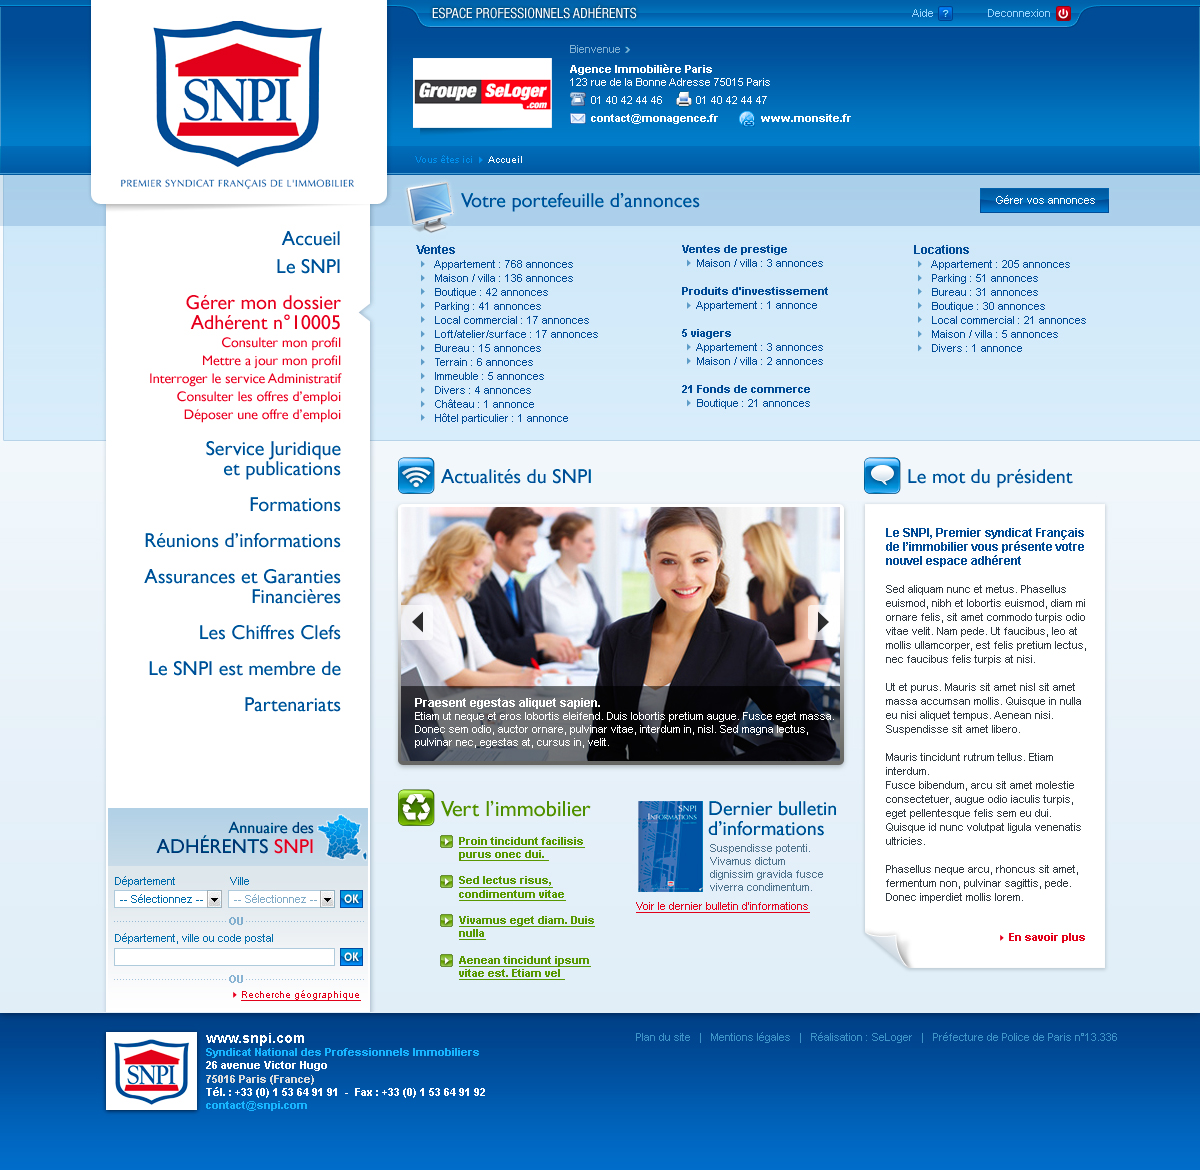 ESPACE PROFESSIONNELS ADHÉRENTS
Aide ?
Deconnexion
SNPI
PREMIER SYNDICAT FRANÇAIS DE L'IMMOBILIER
Bienvenue
Groupe SeLoger.com
Agence Immobilière Paris
123 rue de la Bonne Adresse 75015 Paris
01 40 42 44 46 01 40 42 44 47
contact@monagence.fr www.monsite.fr
Vous êtes ici Accueil
Accueil
Le SNPI
Gérer mon dossier
Adhérent n°10005
Consulter mon profil
Mettre a jour mon profil
Interroger le service Administratif
Consulter les offres d'emploi
Déposer une offre d'emploi
Service Juridique
et publications
Formations
Réunions d'informations
Assurances et Garanties
Financières
Les Chiffres Clefs
Le SNPI est membre de
Partenariats
Annuaire des
ADHÉRENTS SNPI
Département Ville
-- Sélectionnez -- -- Sélectionnez -- OK
OU
Département, ville ou code postal
OK
OU
Recherche géographique
Votre portefeuille d'annonces
Gérer vos annonces
Ventes
Appartement : 768 annonces
Maison / villa : 136 annonces
Boutique : 42 annonces
Parking : 41 annonces
Local commercial : 17 annonces
Loft/atelier/surface : 17 annonces
Bureau : 15 annonces
Terrain : 6 annonces
Immeuble : 5 annonces
Divers : 4 annonces
Château : 1 annonce
Hôtel particulier : 1 annonce
Ventes de prestige
Maison / villa : 3 annonces
Produits d'investissement
Appartement : 1 annonce
5 viagers
Appartement : 3 annonces
Maison / villa : 2 annonces
21 Fonds de commerce
Boutique : 21 annonces
Locations
Appartement : 205 annonces
Parking : 51 annonces
Bureau : 31 annonces
Boutique : 30 annonces
Local commercial : 21 annonces
Maison / villa : 5 annonces
Divers : 1 annonce
Actualités du SNPI
Praesent egestas aliquet sapien.
Etiam ut neque et eros lobortis eleifend. Duis lobortis pretium augue. Fusce eget massa.
Donec sem odio, auctor ornare, pulvinar vitae, interdum in, nisl. Sed magna lectus,
pulvinar nec, egestas at, cursus in, velit.
Vert l'immobilier
Proin tincidunt facilisis
purus onec dui.
Sed lectus risus,
condimentum vitae
Vivamus eget diam. Duis
nulla
Aenean tincidunt ipsum
vitae est. Etiam vel
SNPI
INFORMATIONS
Dernier bulletin
d'informations
Suspendisse potenti.
Vivamus dictum
dignissim gravida fusce
viverra condimentum.
Voir le dernier bulletin d'informations
Le mot du président
Le SNPI, Premier syndicat Français
de l'immobilier vous présente votre
nouvel espace adhérent
Sed aliquam nunc et metus. Phasellus
euismod, nibh et lobortis euismod, diam mi
ornare felis, sit amet commodo turpis odio
vitae velit. Nam pede. Ut faucibus, leo at
mollis ullamcorper, est felis pretium lectus,
nec faucibus felis turpis at nisi.
Ut et purus. Mauris sit amet nisl sit amet
massa accumsan mollis. Quisque in nulla
eu nisi aliquet tempus. Aenean nisi.
Suspendisse sit amet libero.
Mauris tincidunt rutrum tellus. Etiam
interdum.
Fusce bibendum, arcu sit amet molestie
consectetuer, augue odio iaculis turpis,
eget pellentesque felis sem eu dui.
Quisque id nunc volutpat ligula venenatis
ultricies.
Phasellus neque arcu, rhoncus sit amet,
fermentum non, pulvinar sagittis, pede.
Donec imperdiet mollis lorem.
En savoir plus
SNPI
www.snpi.com
Syndicat National des Professionnels Immobiliers
26 avenue Victor Hugo
75016 Paris (France)
Tél. : +33 (0) 1 53 64 91 91 - Fax : +33 (0) 1 53 64 91 92
contact@snpi.com
Plan du site | Mentions légales | Réalisation : SeLoger | Préfecture de Police de Paris n°13.336